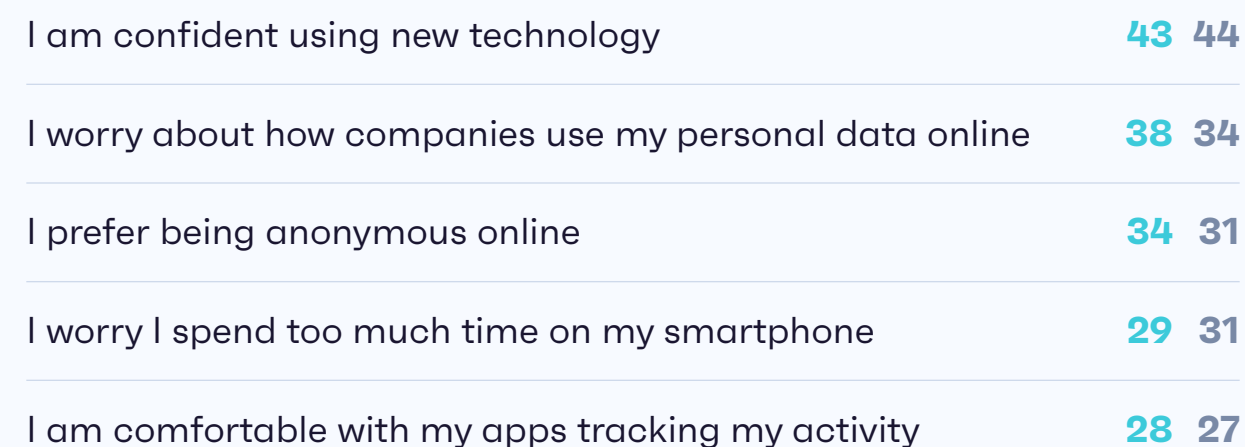 I am confident using new technology 43 44
I worry about how companies use my personal data online 38 34
I prefer being anonymous online 34 31
I worry I spend too much time on my smartphone 29 31
I am comfortable with my apps tracking my activity 28 27